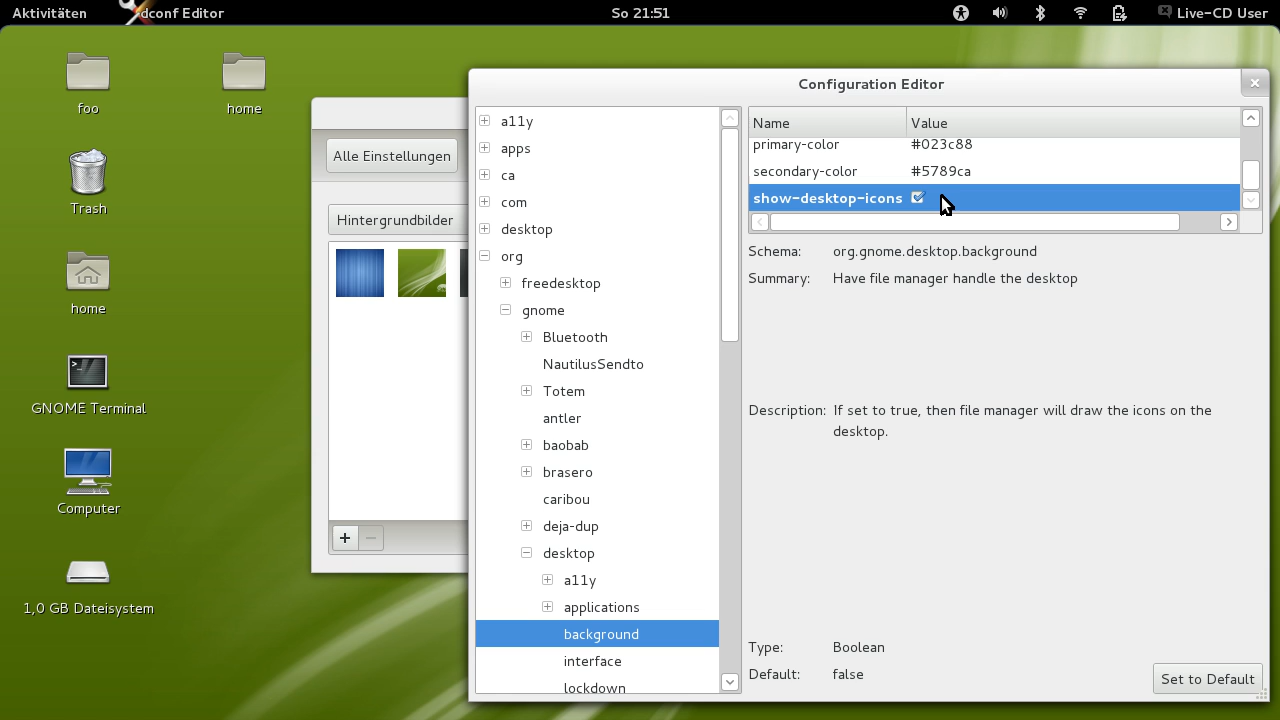 Aktivitäten
dconf Editor
So 21:51
Live-CD User
foo
home
Trash
home
GNOME Terminal
Computer
1,0 GB Dateisystem
Alle Einstellungen
Hintergrundbilder
Configuration Editor
a11y
apps
ca
com
desktop
org
freedesktop
gnome
Bluetooth
NautilusSendto
Totem
antler
baobab
brasero
caribou
deja-dup
desktop
a11y
applications
background
interface
lockdown
Name Value
primary-color #023c88
secondary-color #5789ca
show-desktop-icons
Schema: org.gnome.desktop.background
Summary: Have file manager handle the desktop
Description: If set to true, then file manager will draw the icons on the
desktop.
Type: Boolean
Default: false
Set to Default